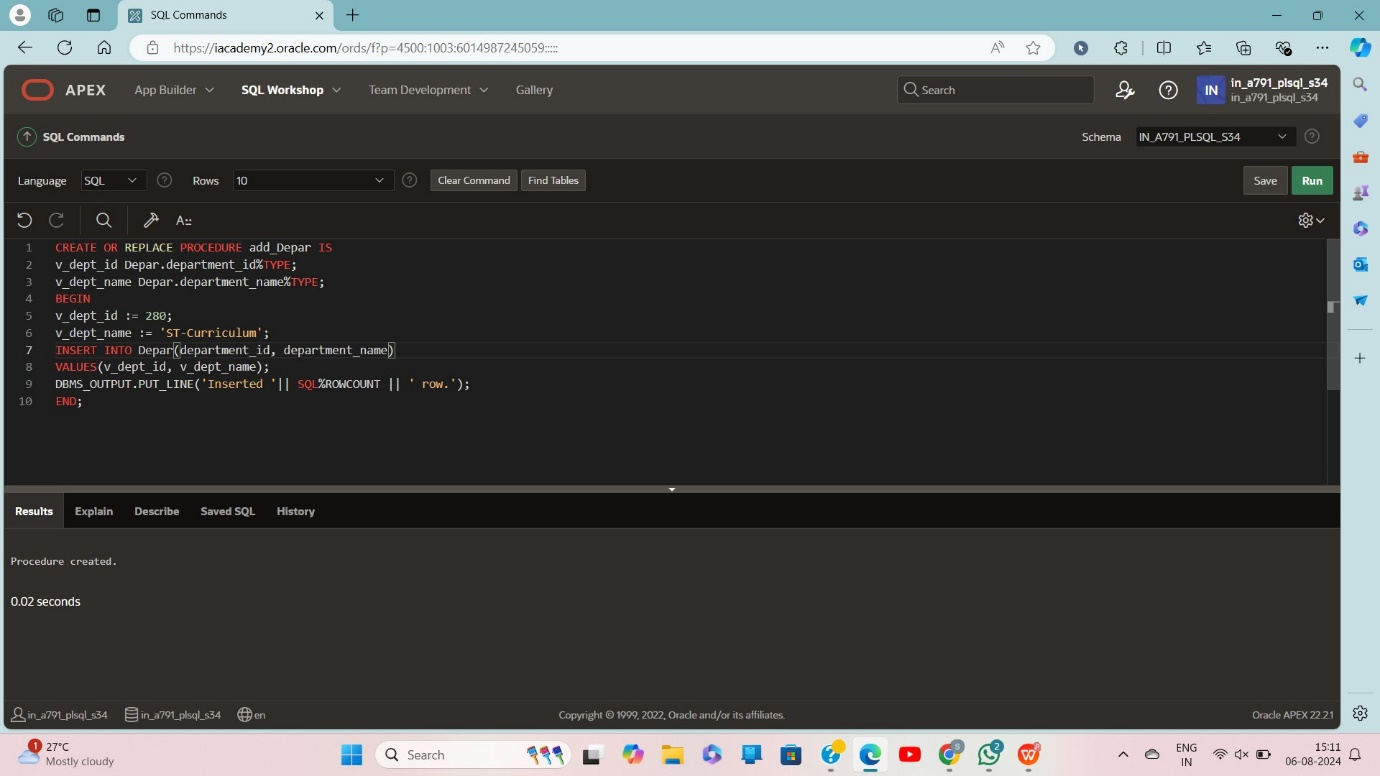 SQL Commands
https://iacademy2.oracle.com/ords/f?p=4500:1003:6014987245059:::::
APEX App Builder SQL Workshop Team Development Gallery Search IN in_a791_plsql_s34
in_a791_plsql_s34
SQL Commands Schema IN_A791_PLSQL_S34
Language SQL Rows 10 Clear Command Find Tables Save Run
A::
1 CREATE OR REPLACE PROCEDURE add_Depar IS
2 v_dept_id Depar.department_id%TYPE;
3 v_dept_name Depar.department_name%TYPE;
4 BEGIN
5 v_dept_id := 280;
6 v_dept_name := 'ST-Curriculum';
7 INSERT INTO Depar(department_id, department_name)
8 VALUES(v_dept_id, v_dept_name);
9 DBMS_OUTPUT.PUT_LINE('Inserted '|| SQL%ROWCOUNT || ' row.');
10 END;
Results Explain Describe Saved SQL History
Procedure created.
0.02 seconds
in_a791_plsql_s34 in_a791_plsql_s34 en Copyright © 1999, 2022, Oracle and/or its affiliates. Oracle APEX 22.2.1
1 27°C
Mostly cloudy
Search
S
2
ENG
IN
15:11
06-08-2024